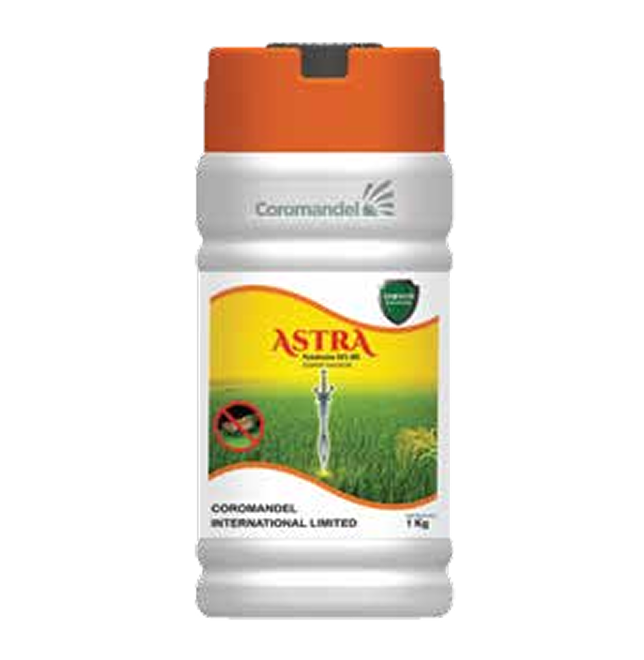 Coromandel
ASTRA
COROMANDEL
INTERNATIONAL LIMITED
1 Kg